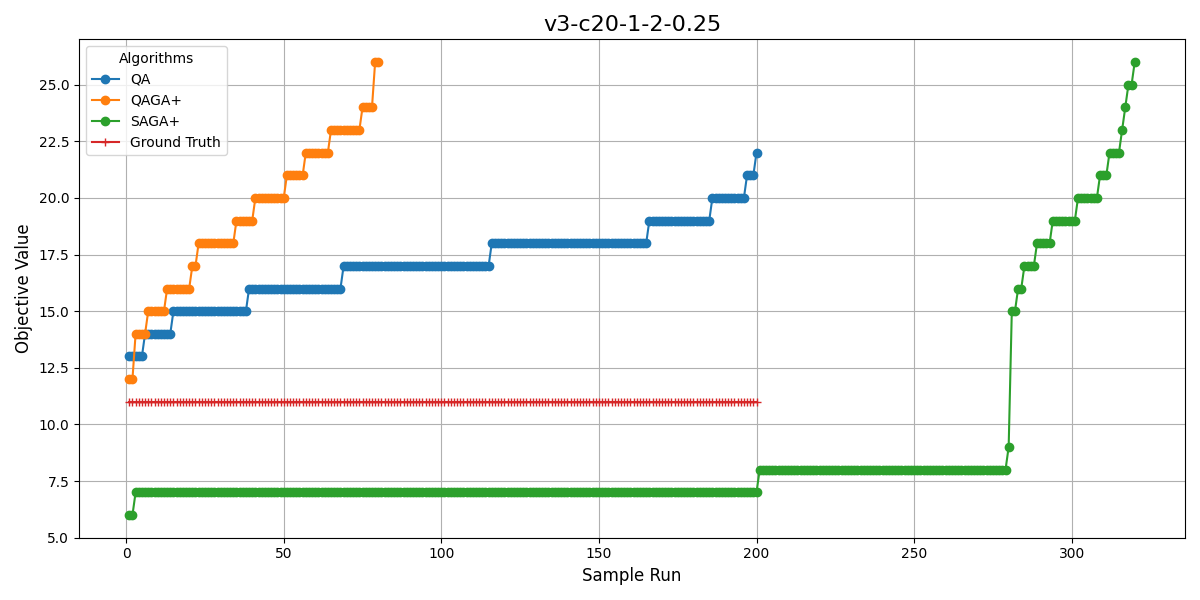 v3-c20-1-2-0.25
Algorithms
QA
QAGA+
SAGA+
Ground Truth
Objective Value
25.0
22.5
20.0
17.5
15.0
12.5
10.0
7.5
5.0
0 50 100 150 200 250 300
Sample Run